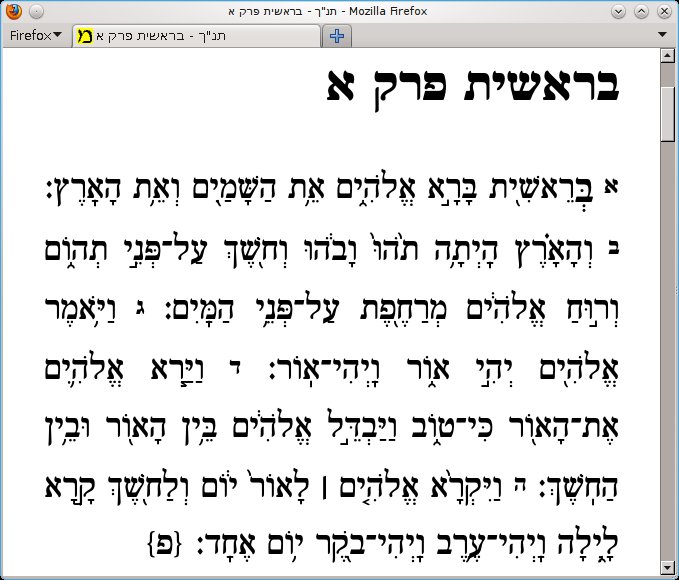 תנ"ך - בראשית פרק א - Mozilla Firefox
Firefox
תנ"ך - בראשית פרק א
בראשית פרק א
א בְּרֵאשִׁ֖ית בָּרָ֣א אֱלֹהִ֑ים אֵ֥ת הַשָּׁמַ֖יִם וְאֵ֥ת הָאָֽרֶץ׃
ב וְהָאָ֗רֶץ הָיְתָ֥ה תֹ֙הוּ֙ וָבֹ֔הוּ וְחֹ֖שֶׁךְ עַל־פְּנֵ֣י תְה֑וֹם
וְר֣וּחַ אֱלֹהִ֔ים מְרַחֶ֖פֶת עַל־פְּנֵ֥י הַמָּֽיִם׃ ג וַיֹּ֥אמֶר
אֱלֹהִ֖ים יְהִ֣י א֑וֹר וַֽיְהִי־אֽוֹר׃ ד וַיַּ֧רְא אֱלֹהִ֛ים
אֶת־הָא֖וֹר כִּי־ט֑וֹב וַיַּבְדֵּ֣ל אֱלֹהִ֔ים בֵּ֥ין הָא֖וֹר וּבֵ֥ין
הַחֹֽשֶׁךְ׃ ה וַיִּקְרָ֨א אֱלֹהִ֤ים ׀ לָאוֹר֙ י֔וֹם וְלַחֹ֖שֶׁךְ קָ֣רָא
לָ֑יְלָה וַֽיְהִי־עֶ֥רֶב וַֽיְהִי־בֹ֖קֶר י֥וֹם אֶחָֽד׃ {פ}